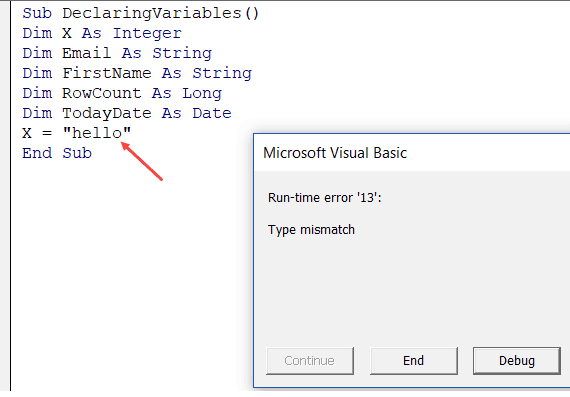 Sub DeclaringVariables()
Dim X As Integer
Dim Email As String
Dim FirstName As String
Dim RowCount As Long
Dim TodayDate As Date
X = "hello"
End Sub
Microsoft Visual Basic
Run-time error '13':
Type mismatch
Continue
End
Debug